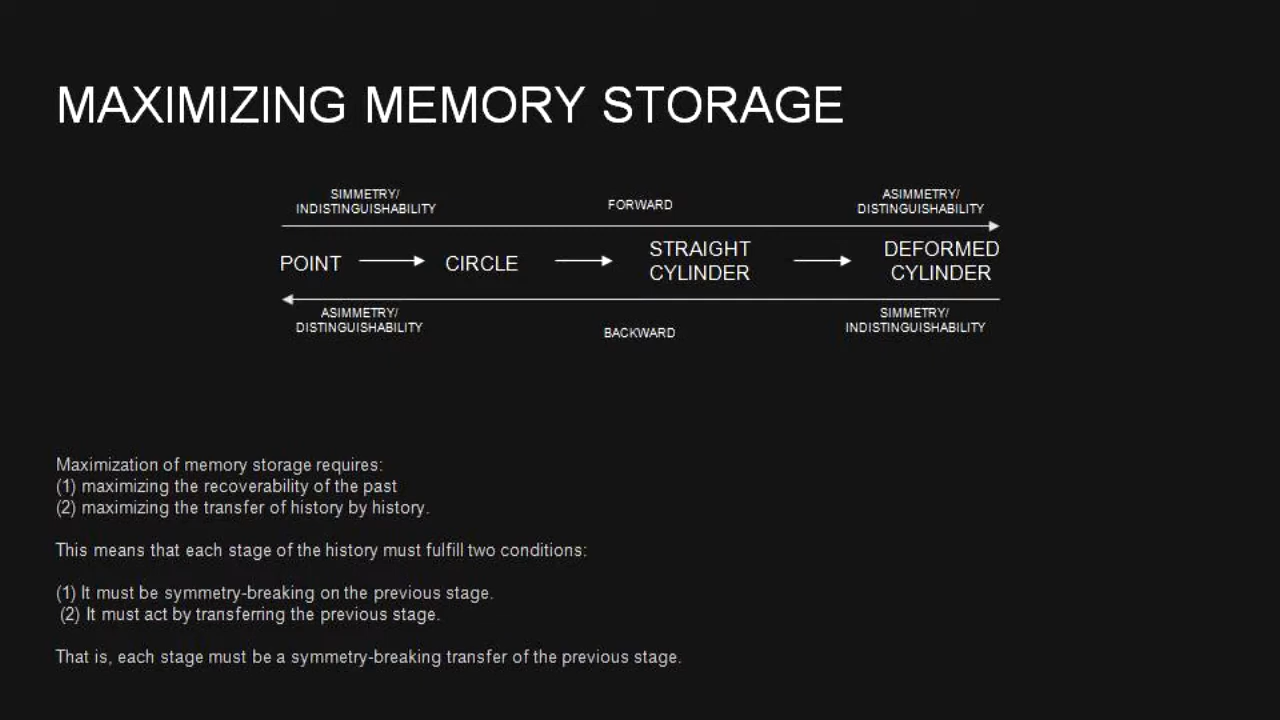 MAXIMIZING MEMORY STORAGE
SIMMETRY/
INDISTINGUISHABILITY
FORWARD
ASIMMETRY/
DISTINGUISHABILITY
POINT
CIRCLE
STRAIGHT
CYLINDER
DEFORMED
CYLINDER
ASIMMETRY/
DISTINGUISHABILITY
BACKWARD
SIMMETRY/
INDISTINGUISHABILITY
Maximization of memory storage requires:
(1) maximizing the recoverability of the past
(2) maximizing the transfer of history by history.
This means that each stage of the history must fulfill two conditions:
(1) It must be symmetry-breaking on the previous stage.
(2) It must act by transferring the previous stage.
That is, each stage must be a symmetry-breaking transfer of the previous stage.